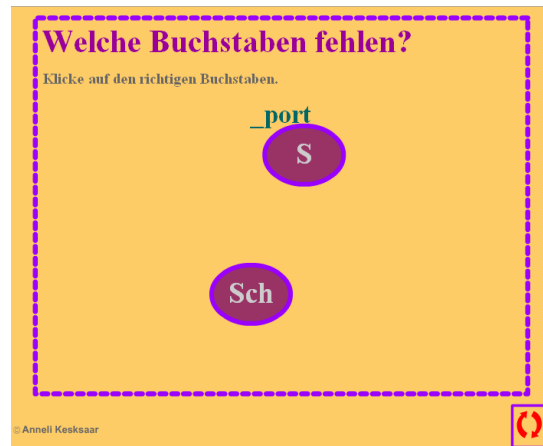 Welche Buchstaben fehlen?
Klicke auf den richtigen Buchstaben.
_port
S
Sch
© Anneli Kesksaar